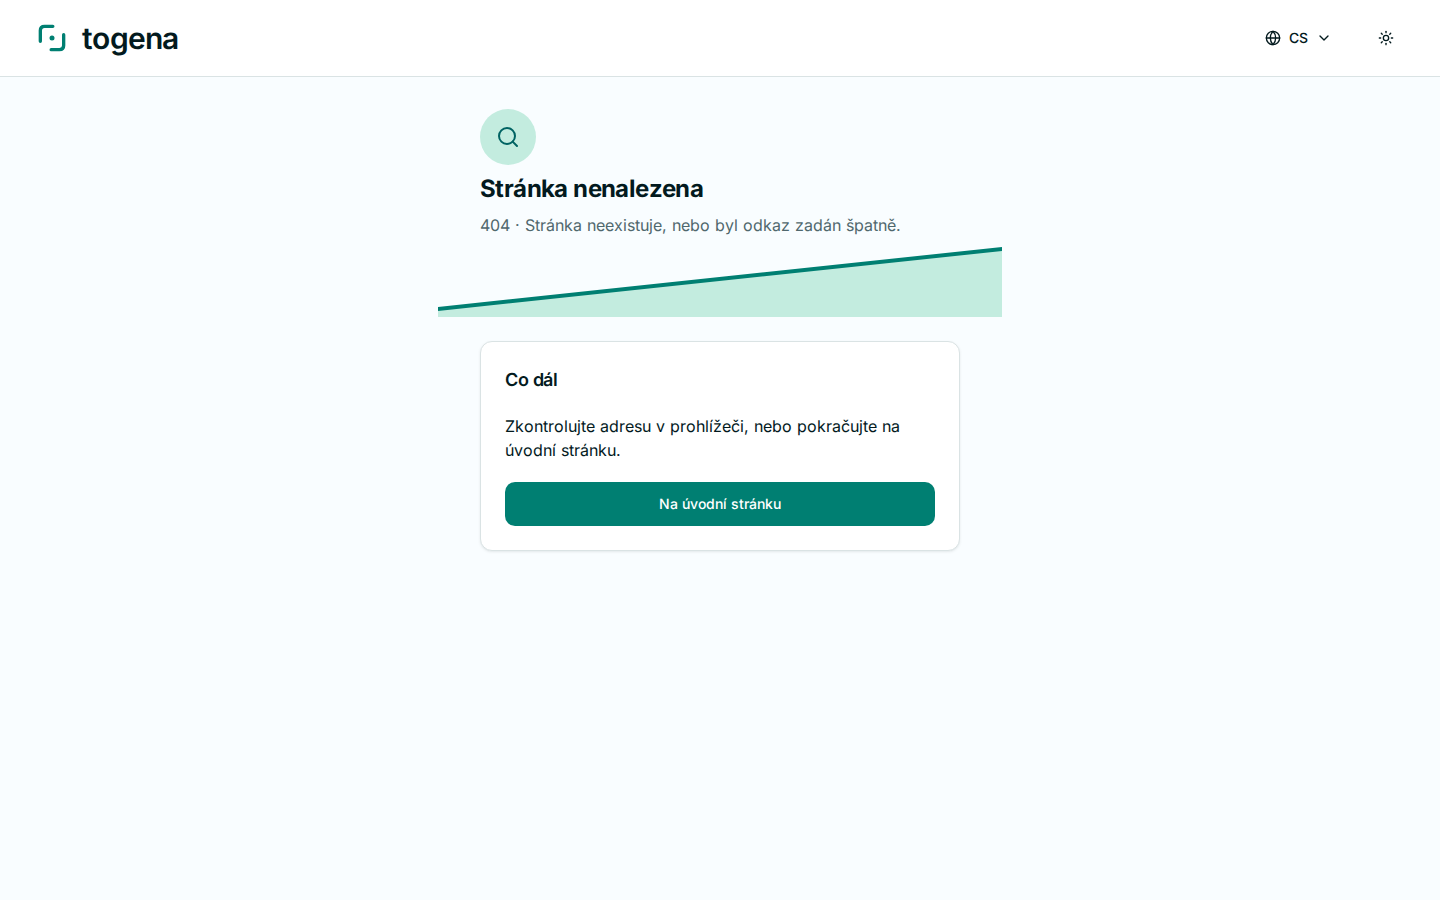 togena
CS
Stránka nenalezena
404 · Stránka neexistuje, nebo byl odkaz zadán špatně.
Co dál
Zkontrolujte adresu v prohlížeči, nebo pokračujte na
úvodní stránku.
Na úvodní stránku